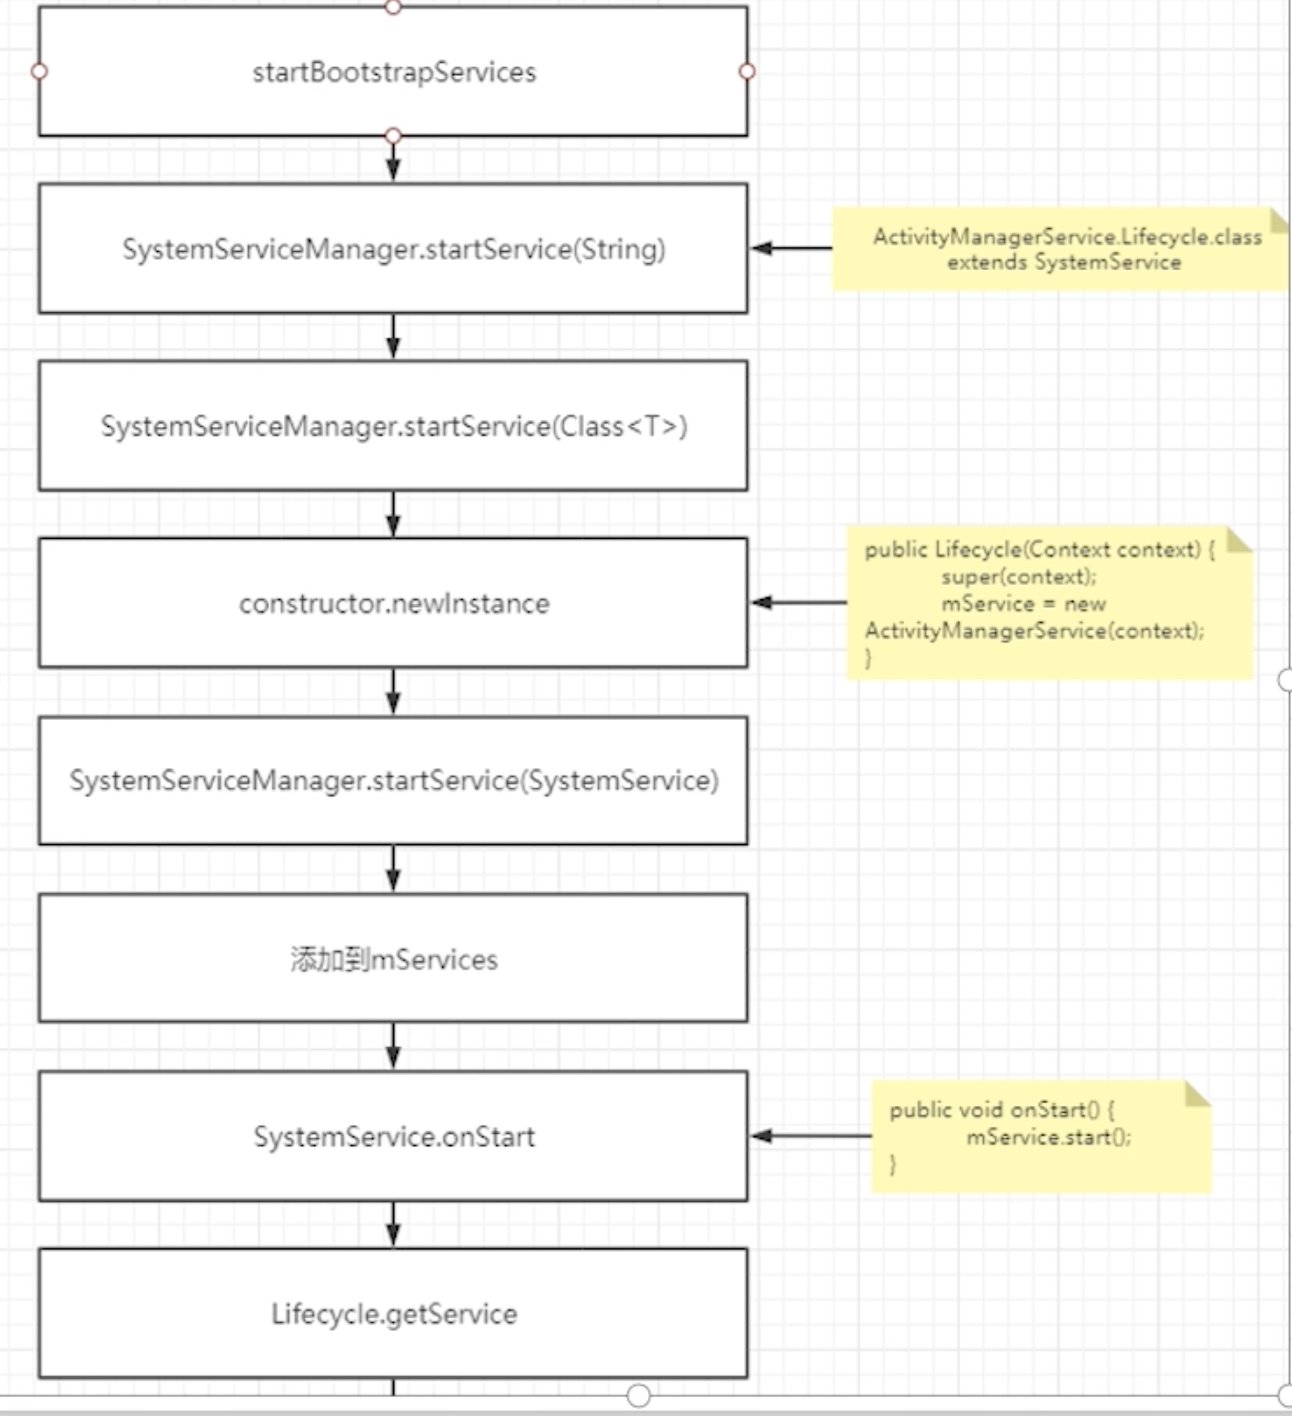 startBootstrapServices
SystemServiceManager.startService(String)
ActivityManagerService.Lifecycle.class
extends SystemService
SystemServiceManager.startService(Class<T>)
constructor.newInstance
public Lifecycle(Context context) {
super(context);
mService = new
ActivityManagerService(context);
}
SystemServiceManager.startService(SystemService)
添加到mServices
SystemService.onStart
public void onStart() {
mService.start();
}
Lifecycle.getService